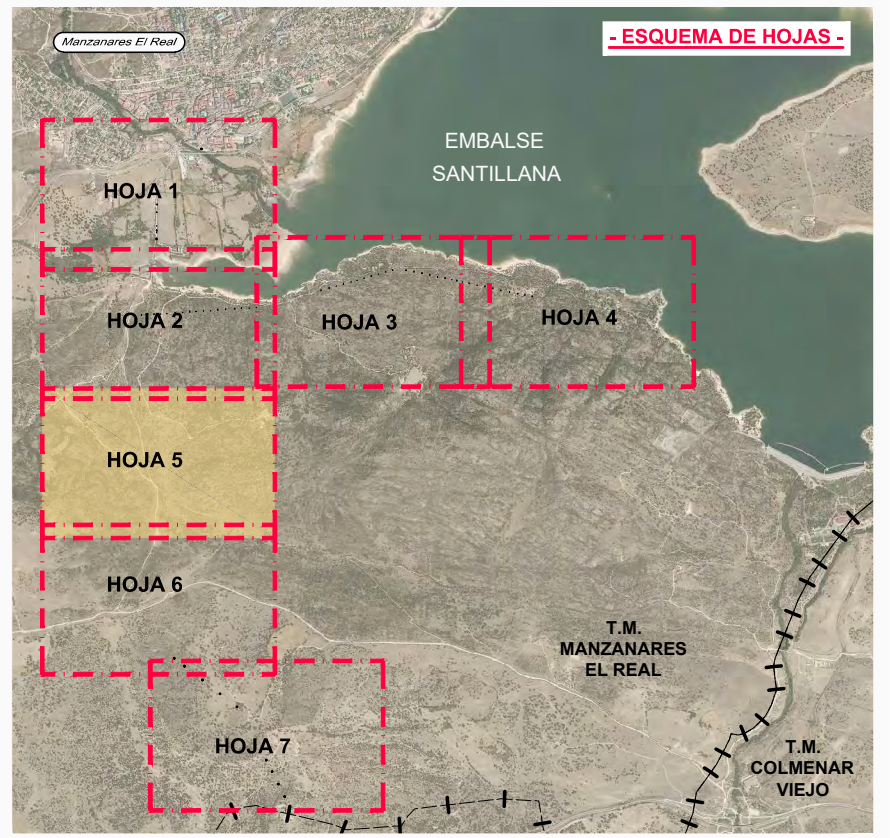 Manzanares El Real
- ESQUEMA DE HOJAS -
EMBALSE
SANTILLANA
HOJA 1
HOJA 2
HOJA 3
HOJA 4
HOJA 5
HOJA 6
T.M.
MANZANARES
EL REAL
HOJA 7
T.M.
COLMENAR
VIEJO